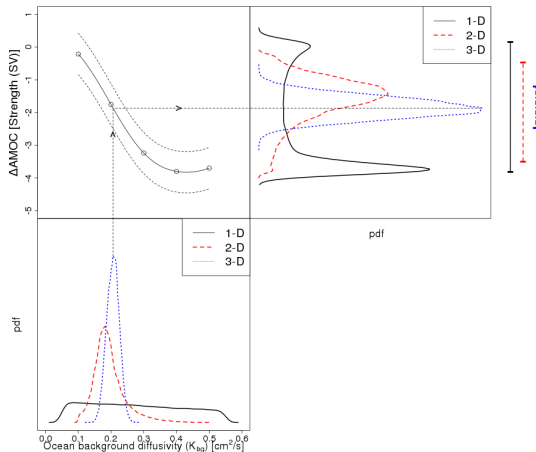 ΔAMOC [Strength (SV)]
1
0
-1
-2
-3
-4
-5
1-D
2-D
3-D
pdf
1-D
2-D
3-D
pdf
0.0 0.1 0.2 0.3 0.4 0.5 0.6
Ocean background diffusivity (K_bg) [cm²/s]